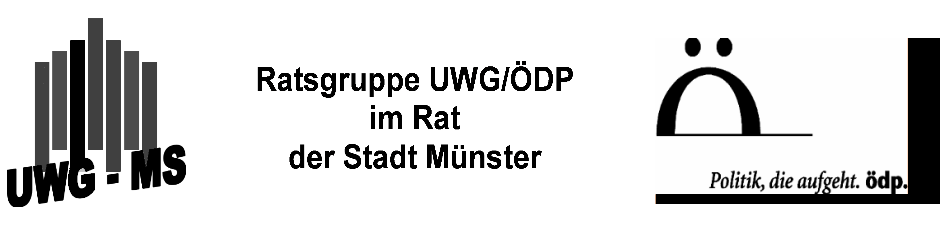 UWG - MS
Ratsgruppe UWG/ÖDP
im Rat
der Stadt Münster
Ö
Politik, die aufgeht. ödp.